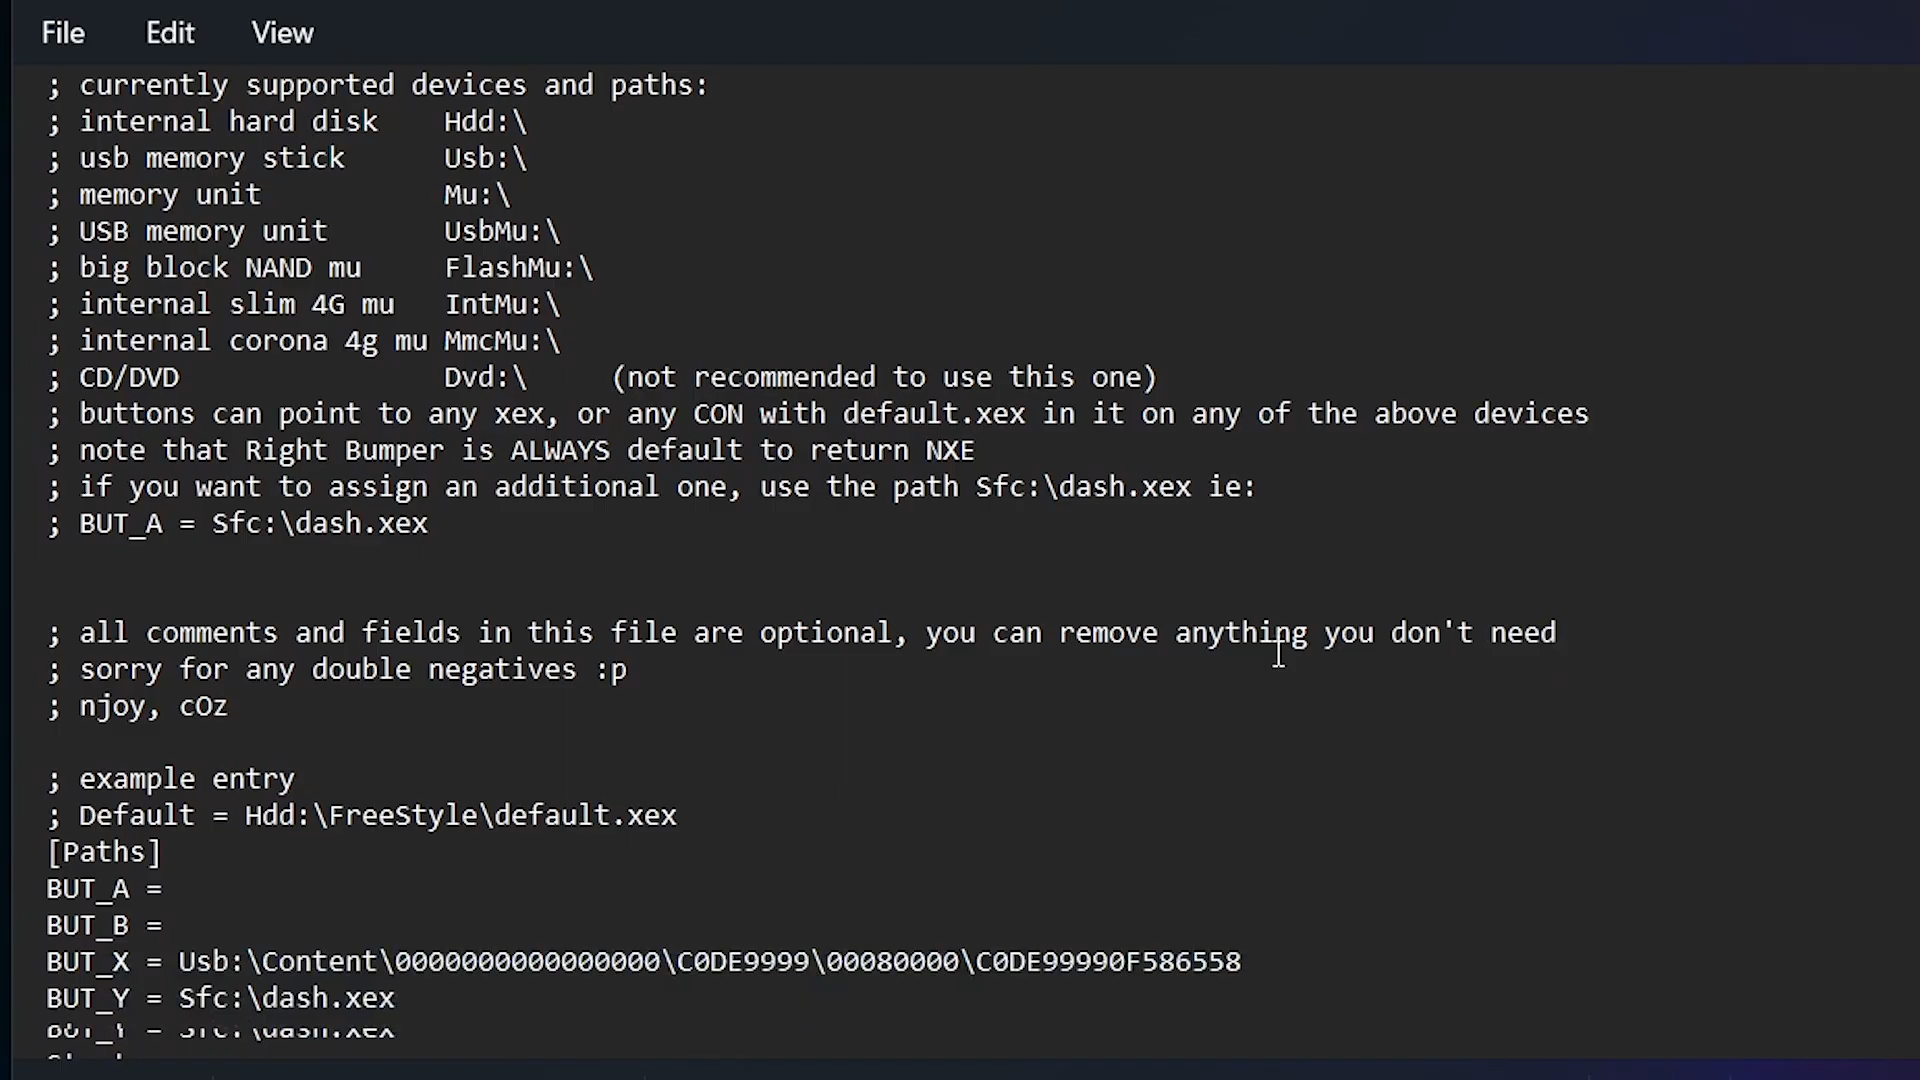 File Edit View
; currently supported devices and paths:
; internal hard disk    Hdd:\
; usb memory stick      Usb:\
; memory unit           Mu:\
; USB memory unit       UsbMu:\
; big block NAND mu     FlashMu:\
; internal slim 4G mu   IntMu:\
; internal corona 4g mu MmcMu:\
; CD/DVD                Dvd:\     (not recommended to use this one)
; buttons can point to any xex, or any CON with default.xex in it on any of the above devices
; note that Right Bumper is ALWAYS default to return NXE
; if you want to assign an additional one, use the path Sfc:\dash.xex ie:
; BUT_A = Sfc:\dash.xex
; all comments and fields in this file are optional, you can remove anything you don't need
; sorry for any double negatives :p
; njoy, cOz
; example entry
; Default = Hdd:\FreeStyle\default.xex
[Paths]
BUT_A =
BUT_B =
BUT_X = Usb:\Content\0000000000000000\C0DE9999\00080000\C0DE99990F586558
BUT_Y = Sfc:\dash.xex
BUT_Y = Sfc:\dash.xex